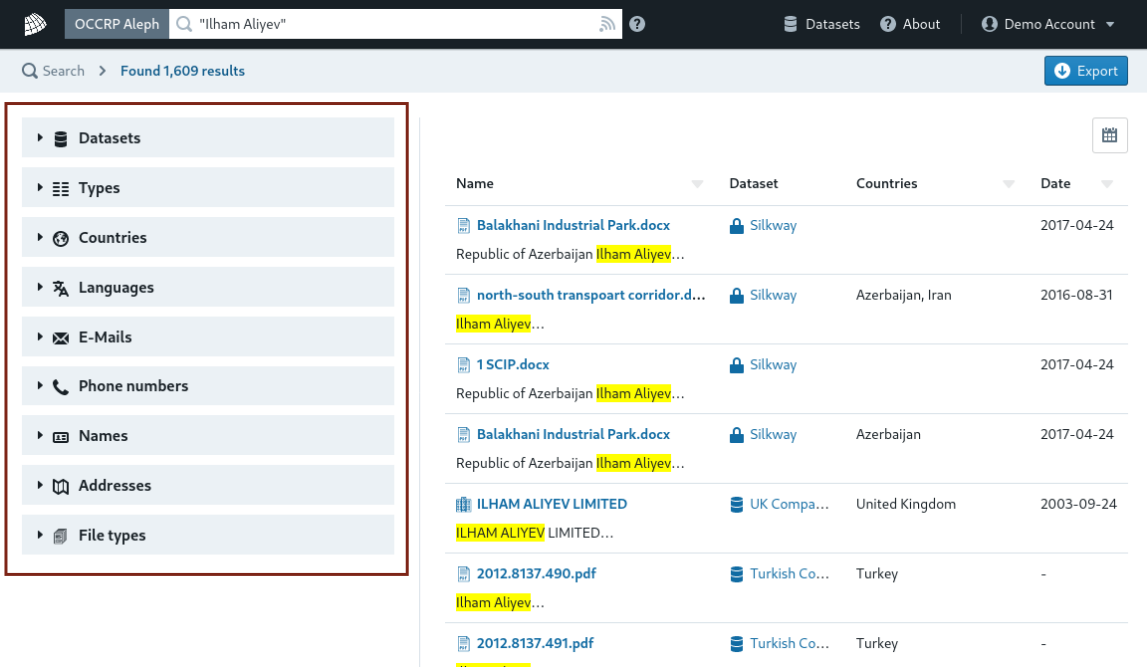 OCCRP Aleph "Ilham Aliyev" Datasets About Demo Account
Search Found 1,609 results Export
Datasets
Types
Countries
Languages
E-Mails
Phone numbers
Names
Addresses
File types
Name Dataset Countries Date
Balakhani Industrial Park.docx Silkway 2017-04-24
Republic of Azerbaijan Ilham Aliyev…
north-south transpoart corridor.d... Silkway Azerbaijan, Iran 2016-08-31
Ilham Aliyev…
1 SCIP.docx Silkway 2017-04-24
Republic of Azerbaijan Ilham Aliyev…
Balakhani Industrial Park.docx Silkway Azerbaijan 2017-04-24
Republic of Azerbaijan Ilham Aliyev…
ILHAM ALIYEV LIMITED UK Compa… United Kingdom 2003-09-24
ILHAM ALIYEV LIMITED…
2012.8137.490.pdf Turkish Co… Turkey -
Ilham Aliyev…
2012.8137.491.pdf Turkish Co… Turkey -